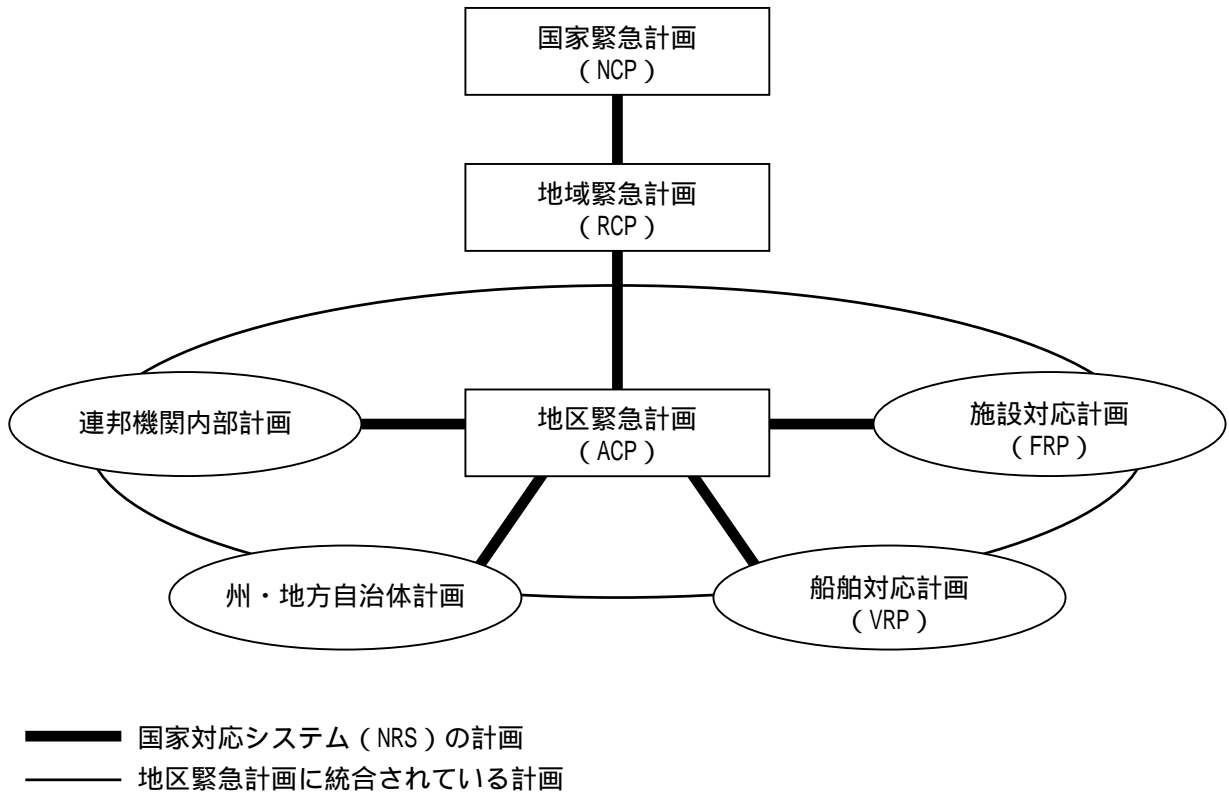 国家緊急計画
（NCP）
地域緊急計画
（RCP）
連邦機関内部計画
地区緊急計画
（ACP）
施設対応計画
（FRP）
州・地方自治体計画
船舶対応計画
（VRP）
国家対応システム（NRS）の計画
地区緊急計画に統合されている計画